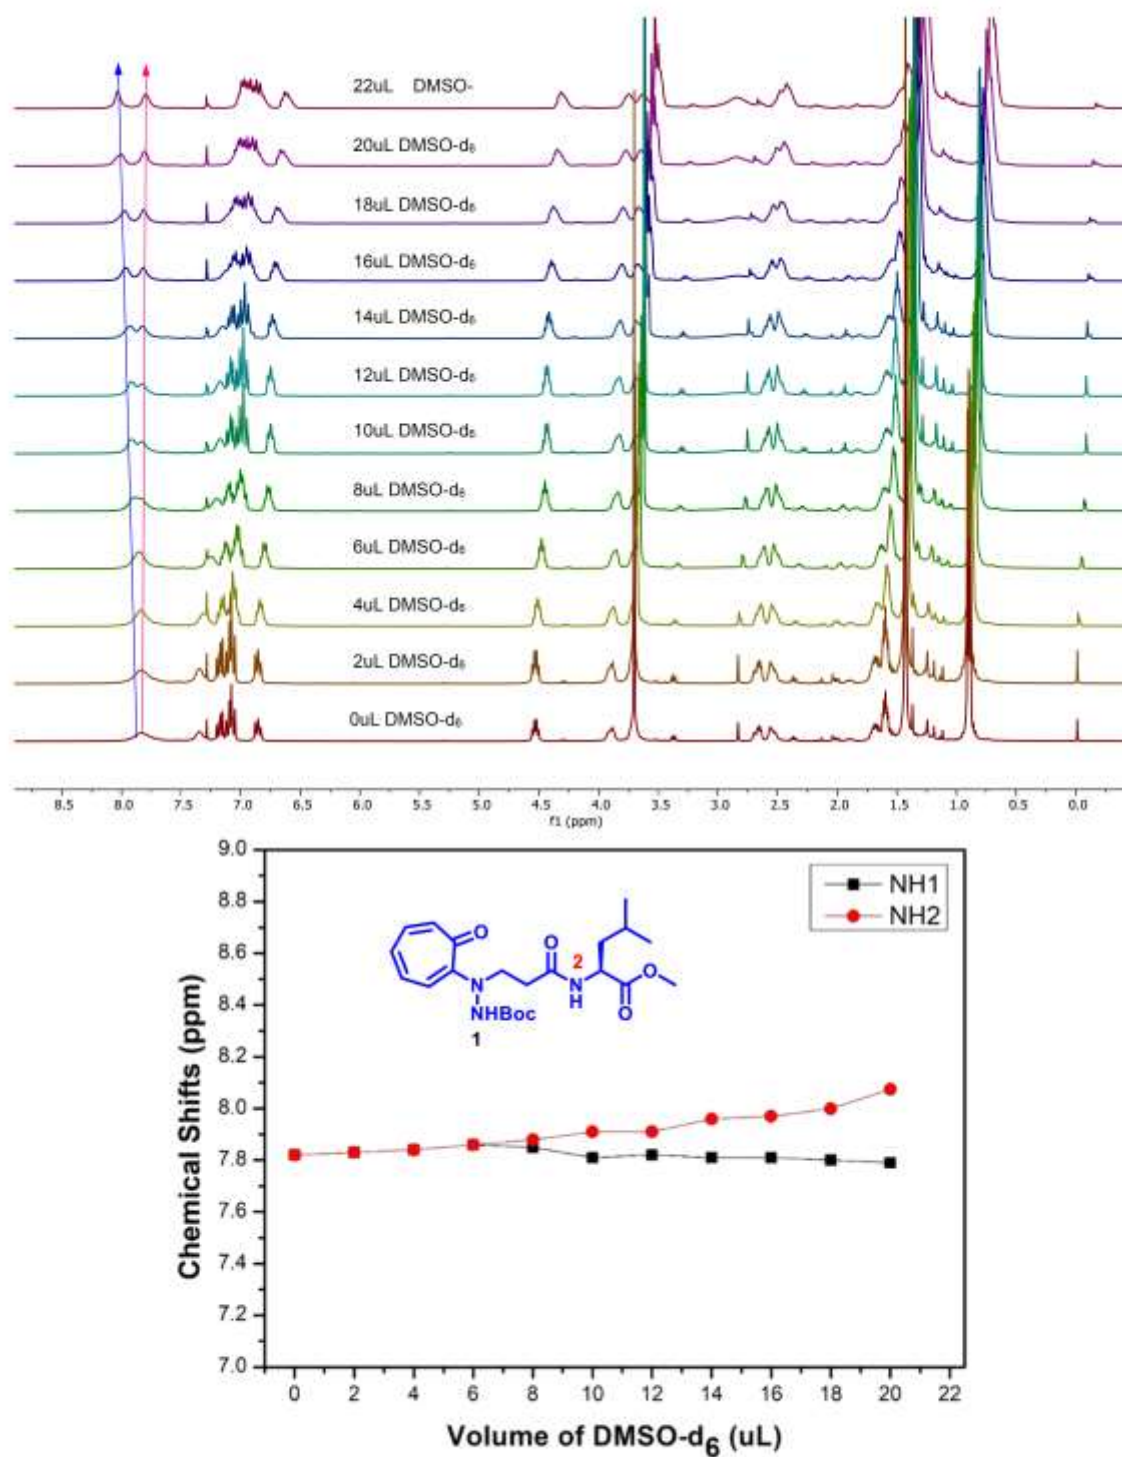 22uL DMSO-
20uL DMSO-d₆
18uL DMSO-d₆
16uL DMSO-d₆
14uL DMSO-d₆
12uL DMSO-d₆
10uL DMSO-d₆
8uL DMSO-d₆
6uL DMSO-d₆
4uL DMSO-d₆
2uL DMSO-d₆
0uL DMSO-d₆
8.5 8.0 7.5 7.0 6.5 6.0 5.5 5.0 4.5 4.0 3.5 3.0 2.5 2.0 1.5 1.0 0.5 0.0
f1 (ppm)
9.0
8.8
8.6
8.4
8.2
8.0
7.8
7.6
7.4
7.2
7.0
Chemical Shifts (ppm)
NH1
NH2
O
O
2
N
H
O
O
N
NHBoc
1
0 2 4 6 8 10 12 14 16 18 20 22
Volume of DMSO-d₆ (uL)